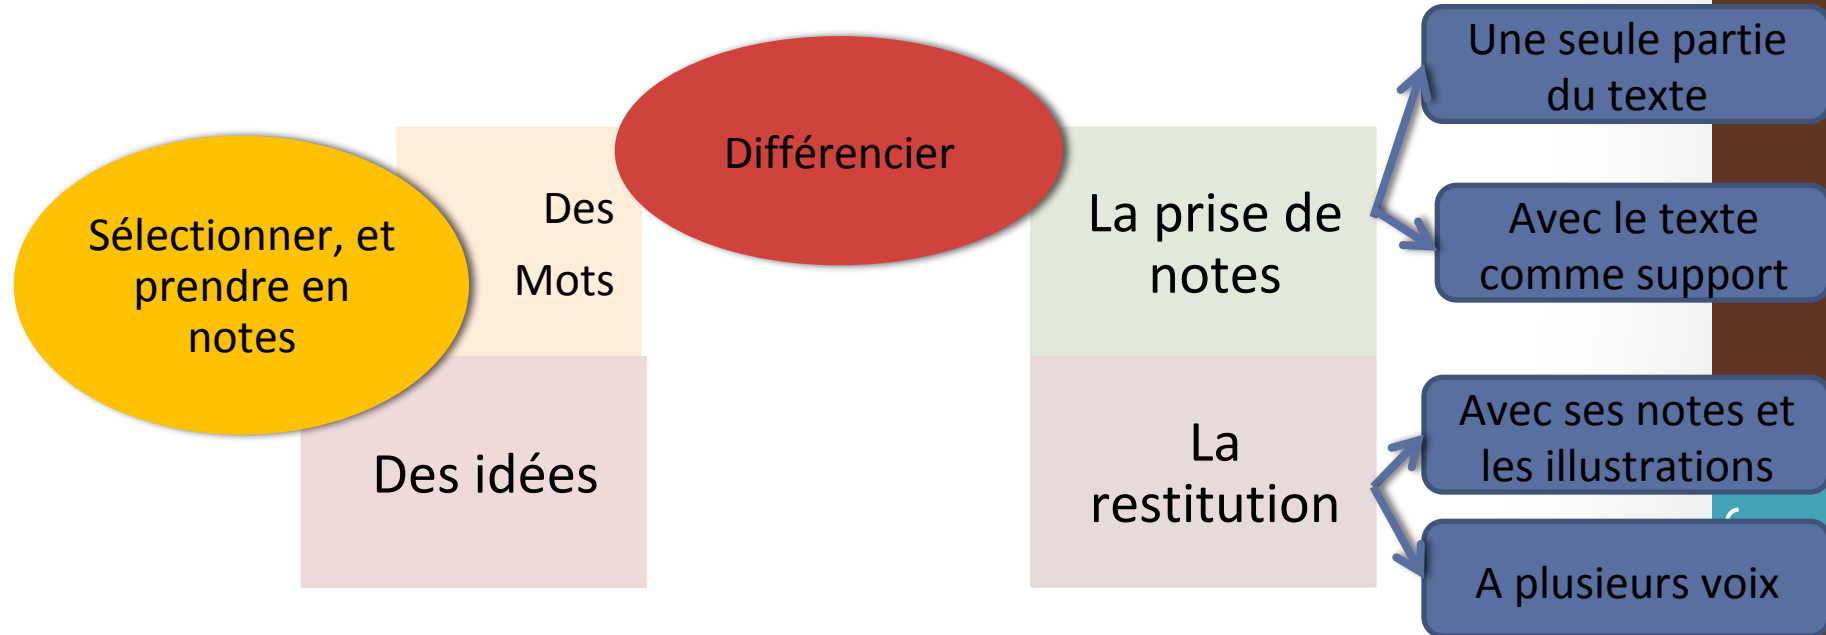 Sélectionner, et
prendre en
notes
Des
Mots
Des idées
Différencier
La prise de
notes
Une seule partie
du texte
Avec le texte
comme support
La
restitution
Avec ses notes et
les illustrations
A plusieurs voix